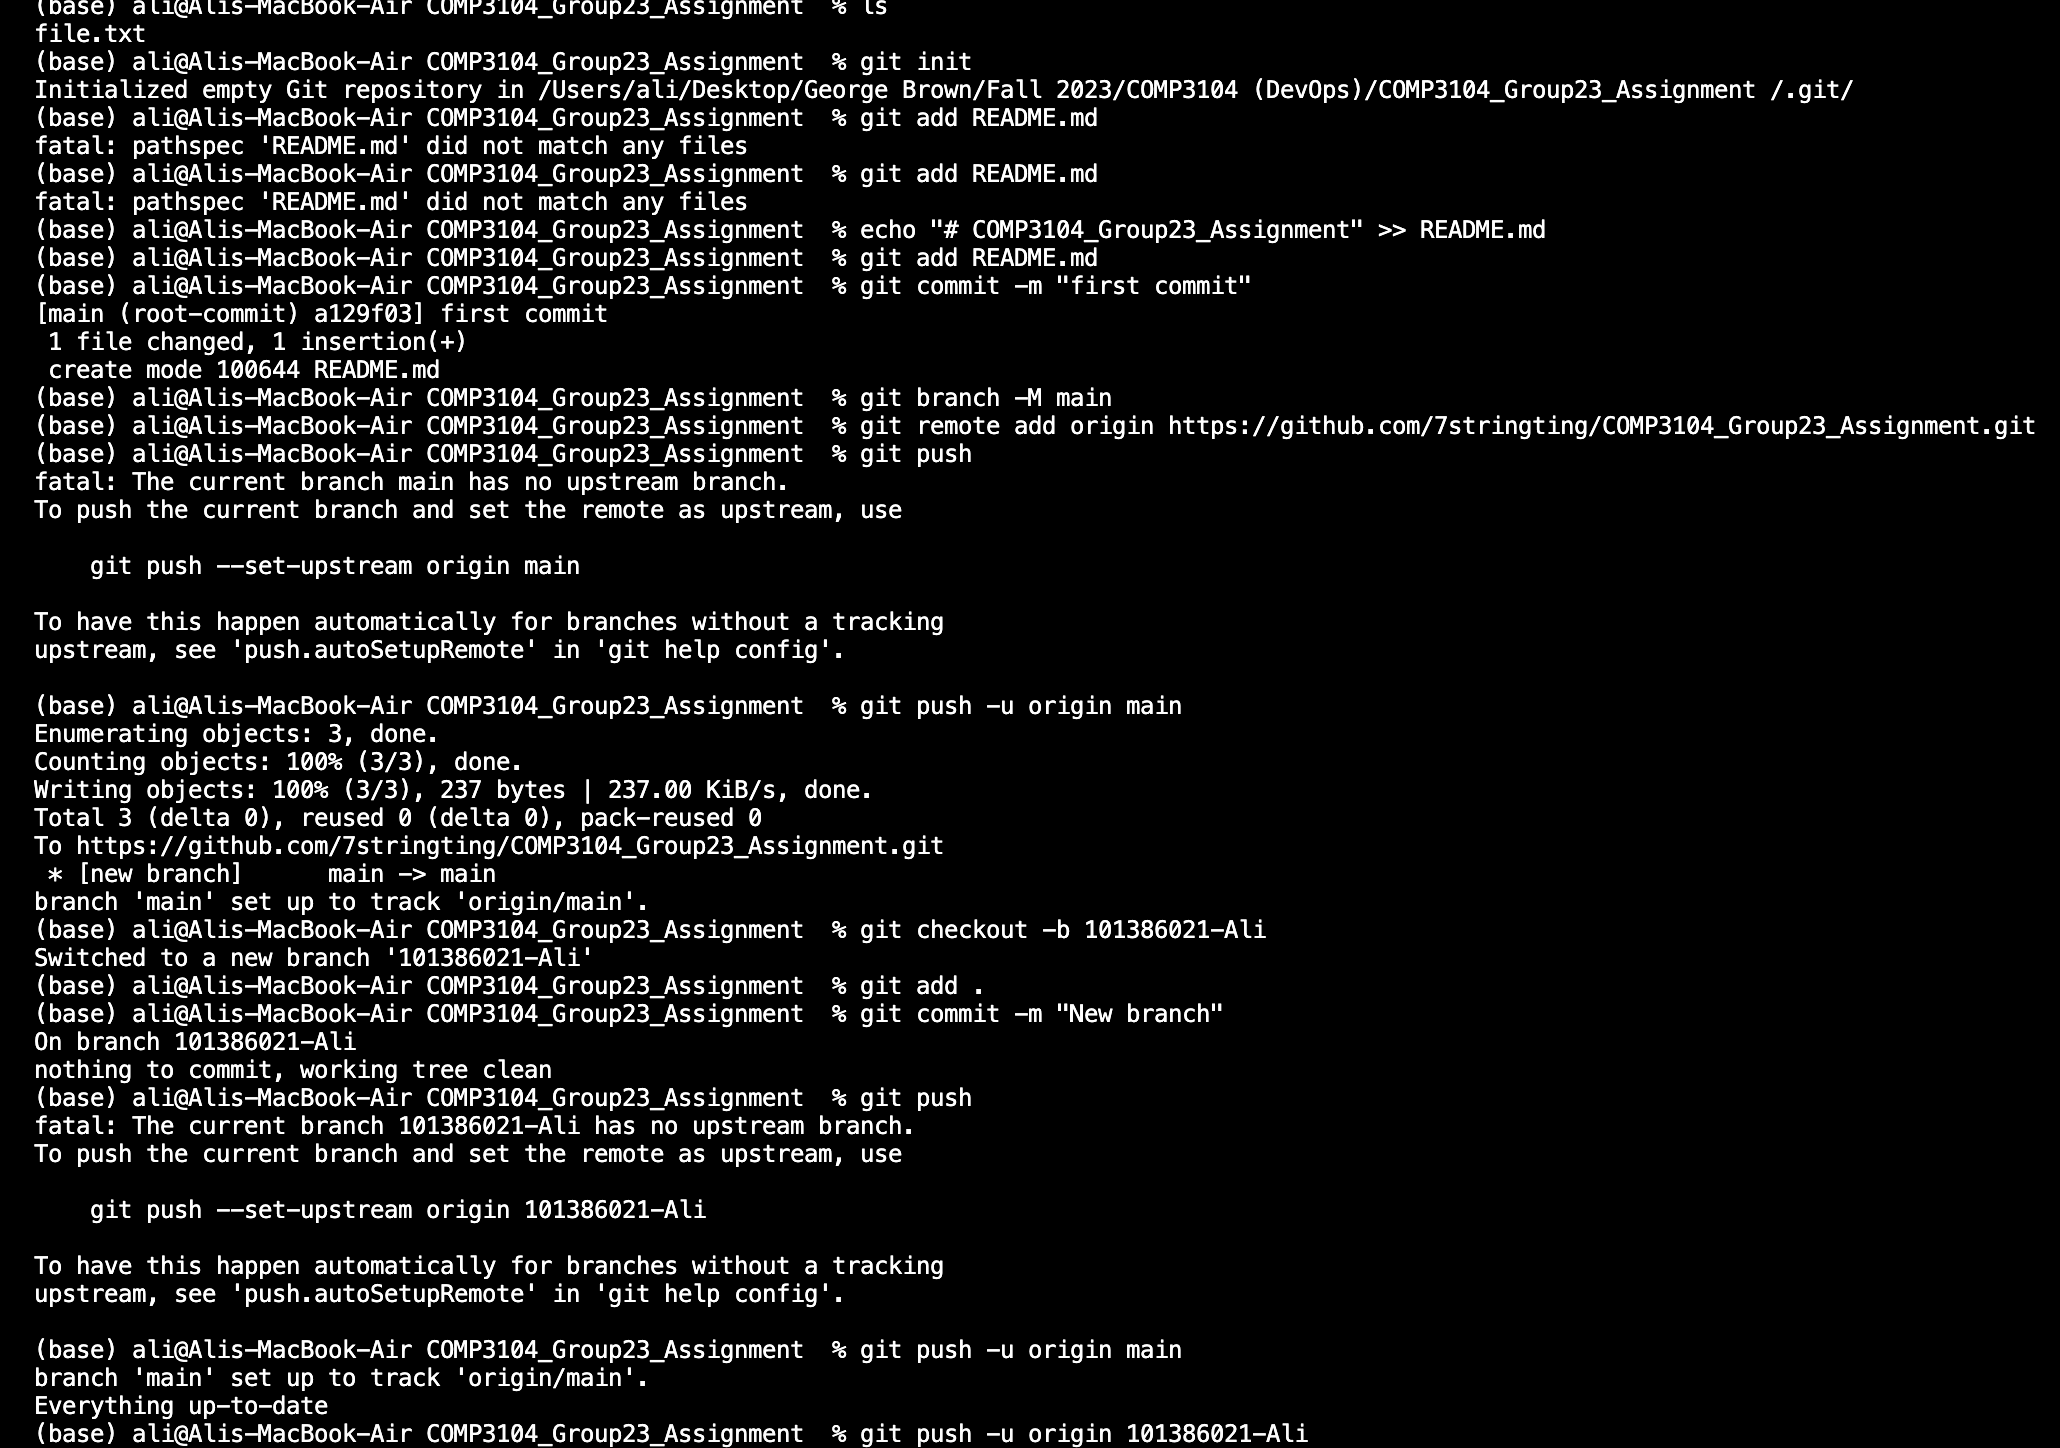 (base) ali@Alis-MacBook-Air COMP3104_Group23_Assignment  % ls
file.txt
(base) ali@Alis-MacBook-Air COMP3104_Group23_Assignment  % git init
Initialized empty Git repository in /Users/ali/Desktop/George Brown/Fall 2023/COMP3104 (DevOps)/COMP3104_Group23_Assignment /.git/
(base) ali@Alis-MacBook-Air COMP3104_Group23_Assignment  % git add README.md
fatal: pathspec 'README.md' did not match any files
(base) ali@Alis-MacBook-Air COMP3104_Group23_Assignment  % git add README.md
fatal: pathspec 'README.md' did not match any files
(base) ali@Alis-MacBook-Air COMP3104_Group23_Assignment  % echo "# COMP3104_Group23_Assignment" >> README.md
(base) ali@Alis-MacBook-Air COMP3104_Group23_Assignment  % git add README.md
(base) ali@Alis-MacBook-Air COMP3104_Group23_Assignment  % git commit -m "first commit"
[main (root-commit) a129f03] first commit
 1 file changed, 1 insertion(+)
 create mode 100644 README.md
(base) ali@Alis-MacBook-Air COMP3104_Group23_Assignment  % git branch -M main
(base) ali@Alis-MacBook-Air COMP3104_Group23_Assignment  % git remote add origin https://github.com/7stringting/COMP3104_Group23_Assignment.git
(base) ali@Alis-MacBook-Air COMP3104_Group23_Assignment  % git push
fatal: The current branch main has no upstream branch.
To push the current branch and set the remote as upstream, use

    git push --set-upstream origin main

To have this happen automatically for branches without a tracking
upstream, see 'push.autoSetupRemote' in 'git help config'.

(base) ali@Alis-MacBook-Air COMP3104_Group23_Assignment  % git push -u origin main
Enumerating objects: 3, done.
Counting objects: 100% (3/3), done.
Writing objects: 100% (3/3), 237 bytes | 237.00 KiB/s, done.
Total 3 (delta 0), reused 0 (delta 0), pack-reused 0
To https://github.com/7stringting/COMP3104_Group23_Assignment.git
 * [new branch]      main -> main
branch 'main' set up to track 'origin/main'.
(base) ali@Alis-MacBook-Air COMP3104_Group23_Assignment  % git checkout -b 101386021-Ali
Switched to a new branch '101386021-Ali'
(base) ali@Alis-MacBook-Air COMP3104_Group23_Assignment  % git add .
(base) ali@Alis-MacBook-Air COMP3104_Group23_Assignment  % git commit -m "New branch"
On branch 101386021-Ali
nothing to commit, working tree clean
(base) ali@Alis-MacBook-Air COMP3104_Group23_Assignment  % git push
fatal: The current branch 101386021-Ali has no upstream branch.
To push the current branch and set the remote as upstream, use

    git push --set-upstream origin 101386021-Ali

To have this happen automatically for branches without a tracking
upstream, see 'push.autoSetupRemote' in 'git help config'.

(base) ali@Alis-MacBook-Air COMP3104_Group23_Assignment  % git push -u origin main
branch 'main' set up to track 'origin/main'.
Everything up-to-date
(base) ali@Alis-MacBook-Air COMP3104_Group23_Assignment  % git push -u origin 101386021-Ali